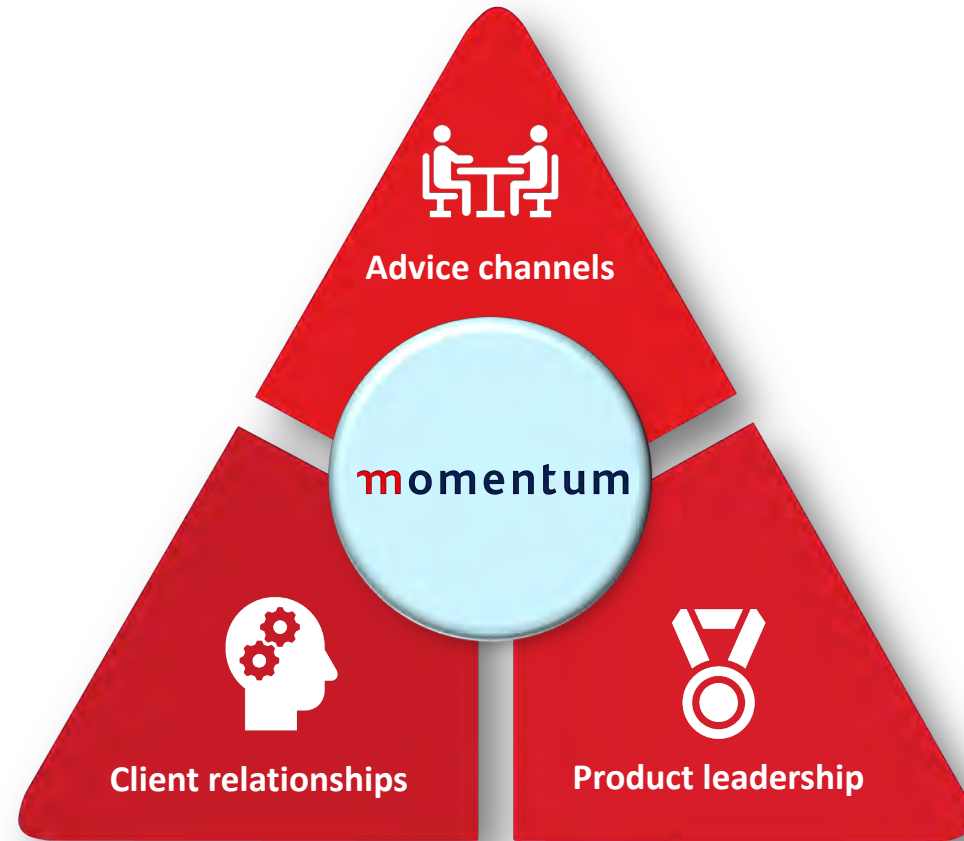 Advice channels
momentum
Client relationships
Product leadership